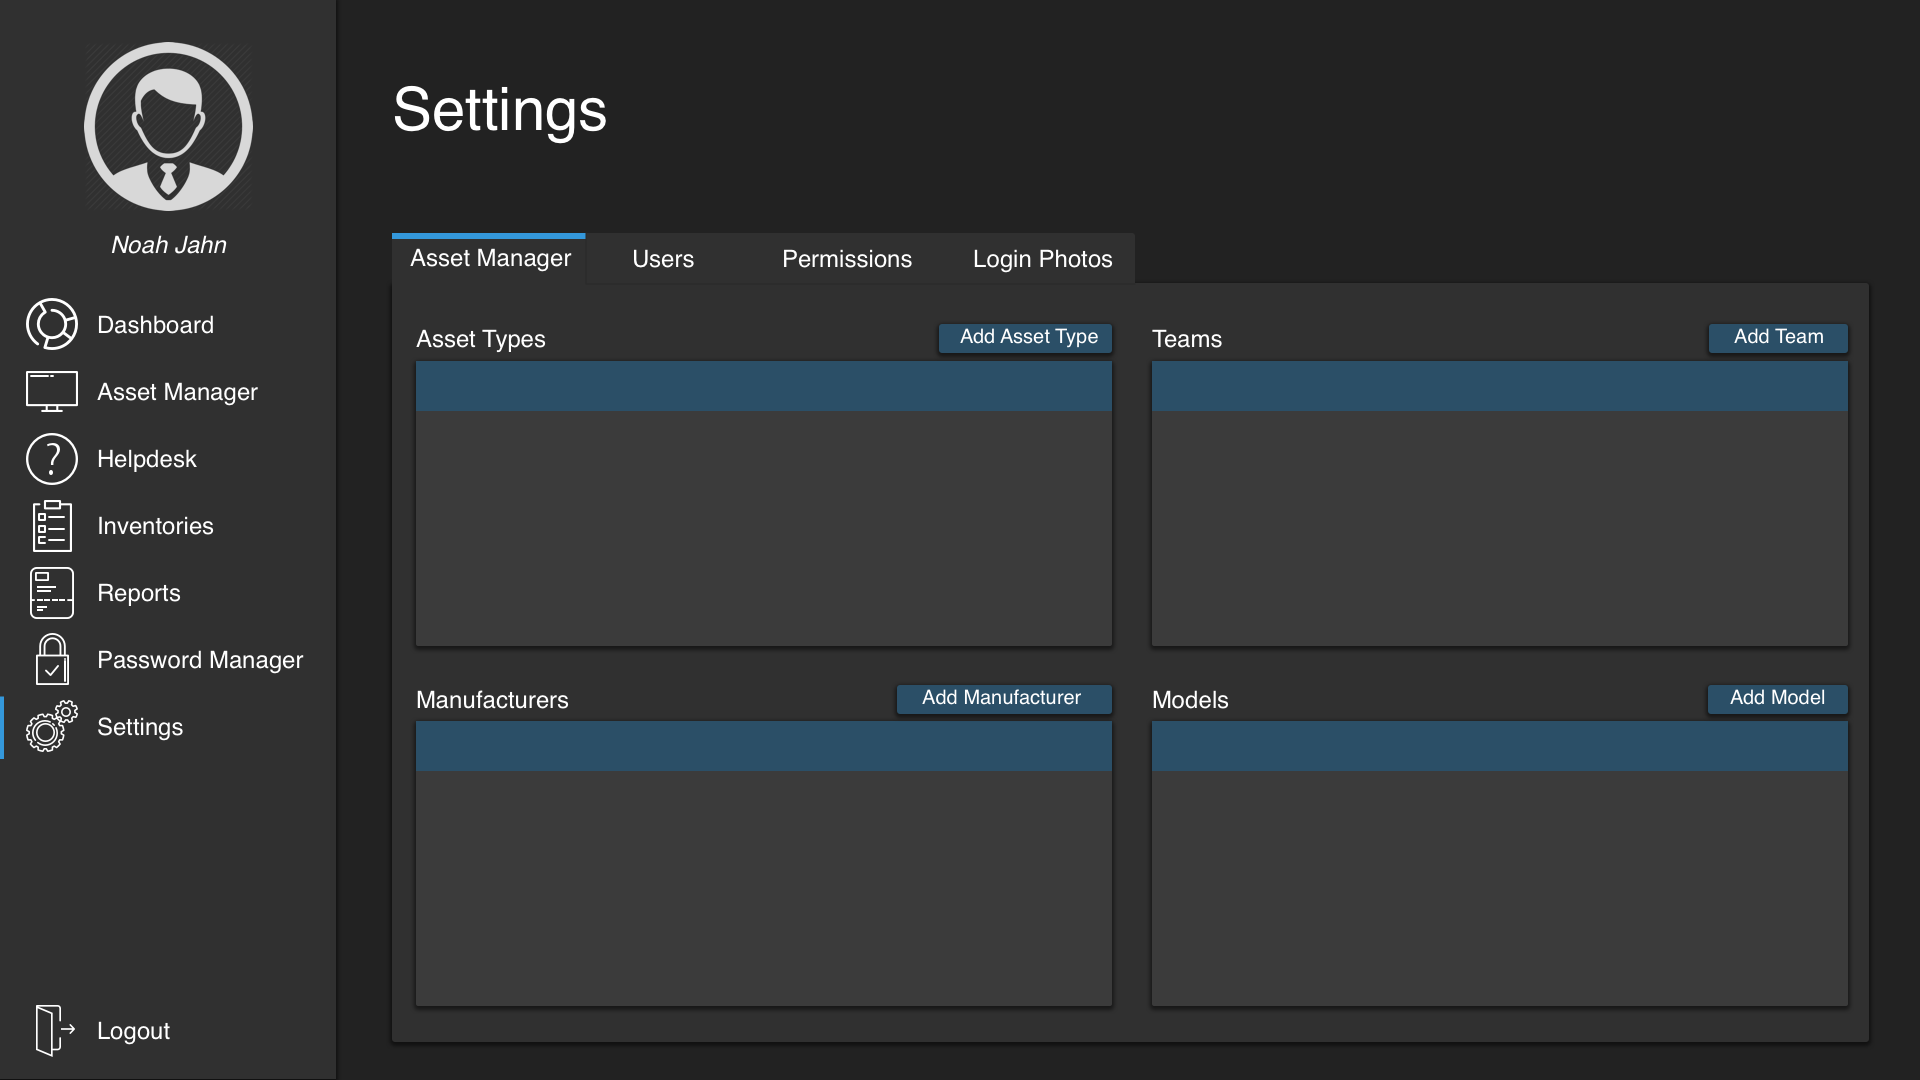 Noah Jahn
Dashboard
Asset Manager
Helpdesk
Inventories
Reports
Password Manager
Settings
Logout
Settings
Asset Manager
Users
Permissions
Login Photos
Asset Types
Add Asset Type
Teams
Add Team
Manufacturers
Add Manufacturer
Models
Add Model